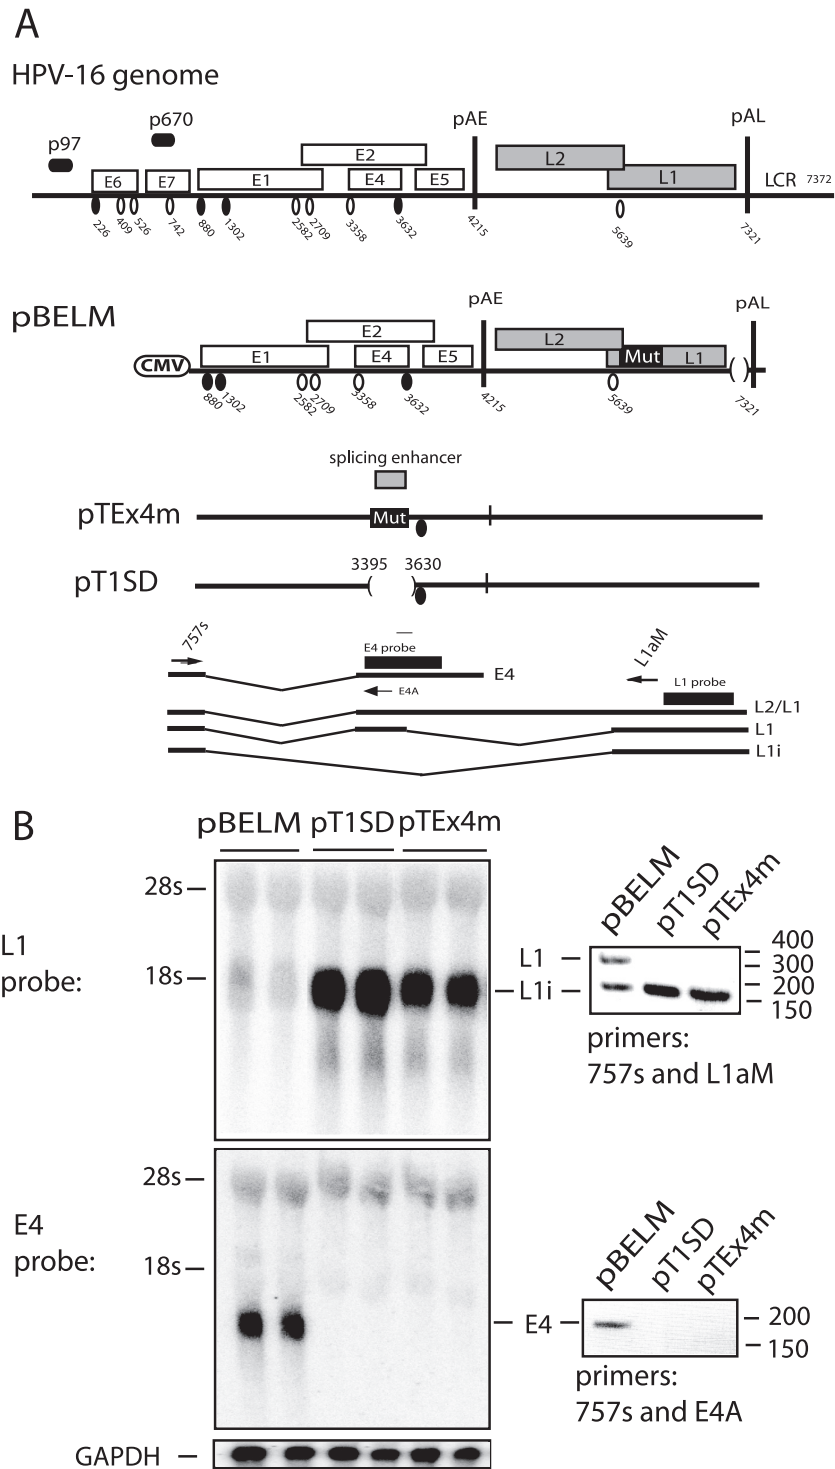 A
HPV-16 genome
p97
p670
pAE
pAL
E6
E7
E1
E2
E4
E5
L2
L1
LCR 7372
226
409
526
742
880
1302
2582
2709
3358
3632
4215
5639
7321
pBELM
pAE
pAL
CMV
E1
E2
E4
E5
L2
Mut
L1
( )
880
1302
2582
2709
3358
3632
4215
5639
7321
splicing enhancer
pTEx4m
Mut
pT1SD
3395
3630
( )
757s
E4 probe
E4
E4A
L1aM
L1 probe
L2/L1
L1
L1i
B
pBELM pT1SD pTEx4m
28s
18s
L1
probe:
L1
L1i
pBELM
pT1SD
pTEx4m
400
300
200
150
primers:
757s and L1aM
28s
18s
E4
probe:
E4
pBELM
pT1SD
pTEx4m
200
150
primers:
757s and E4A
GAPDH